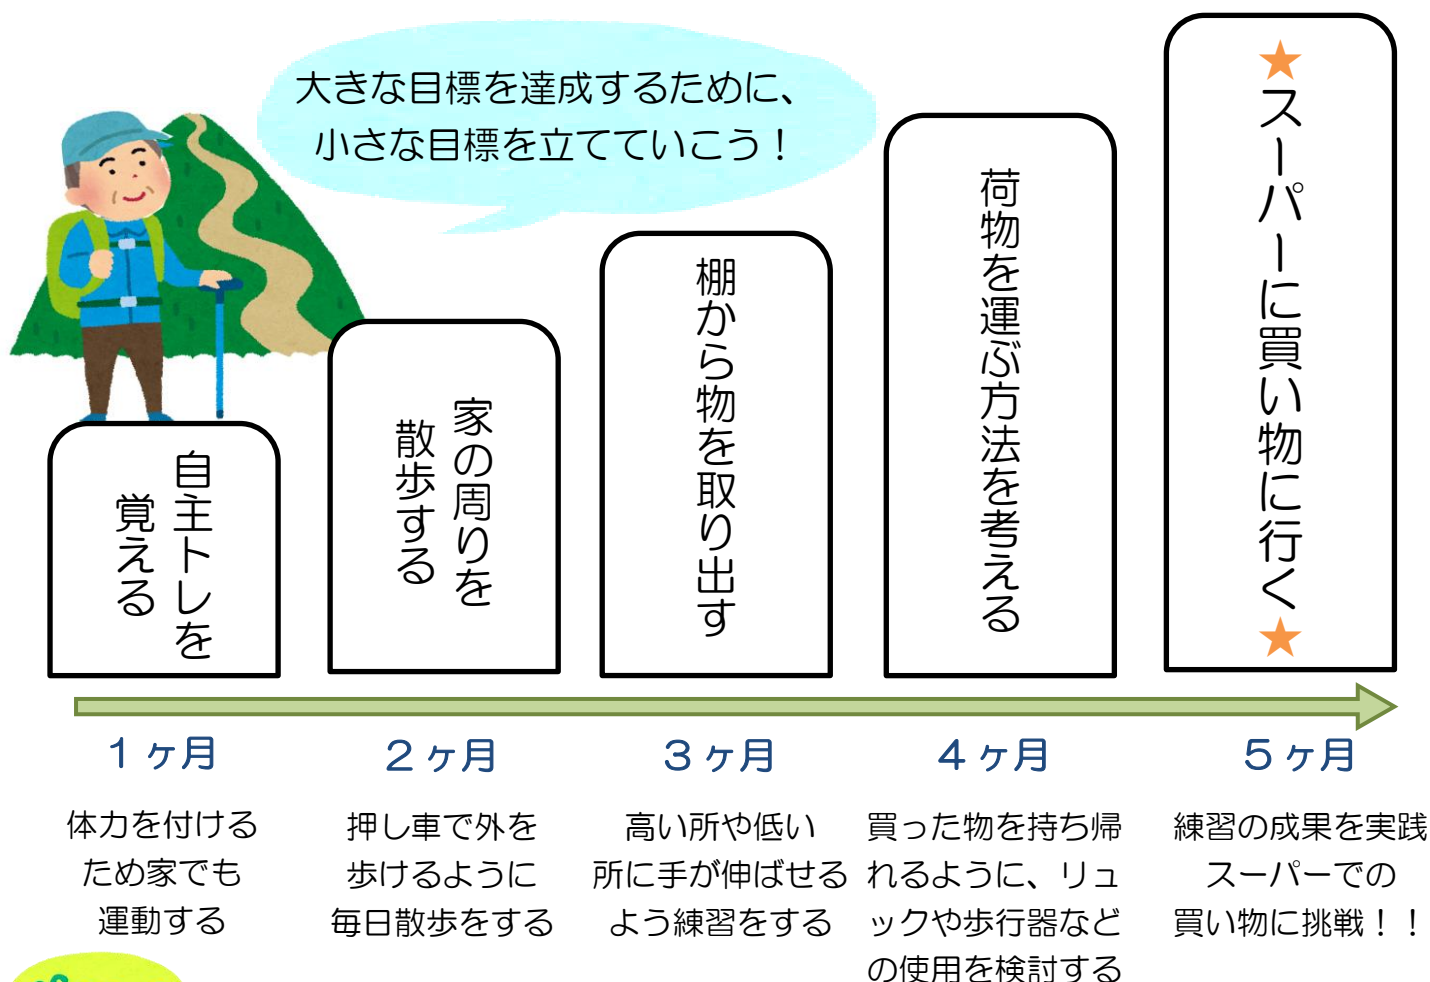 大きな目標を達成するために、
小さな目標を立てていこう！
自主トレを
覚える
家の周りを
散歩する
棚から物を取り出す
荷物を運ぶ方法を考える
★スーパーに買い物に行く★
１ヶ月
２ヶ月
３ヶ月
４ヶ月
５ヶ月
体力を付ける
ため家でも
運動する
押し車で外を
歩けるように
毎日散歩をする
高い所や低い
所に手が伸ばせる
よう練習をする
買った物を持ち帰
れるように、リュ
ックや歩行器など
の使用を検討する
練習の成果を実践
スーパーでの
買い物に挑戦！！